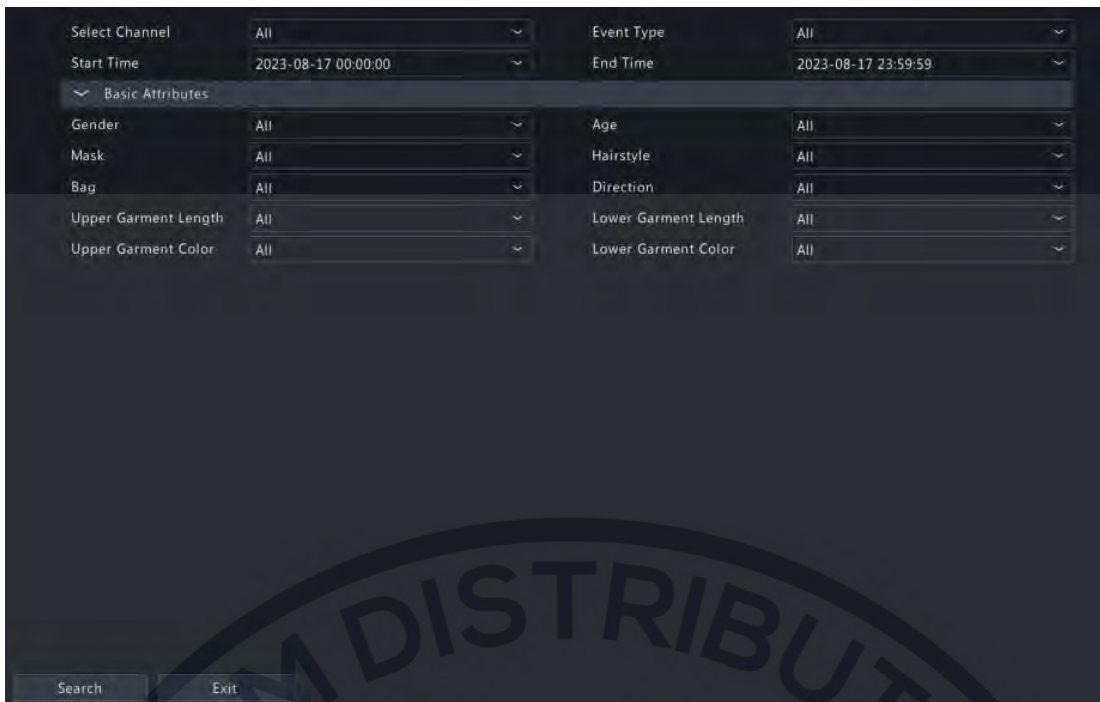 Select Channel All Event Type All
Start Time 2023-08-17 00:00:00 End Time 2023-08-17 23:59:59
Basic Attributes
Gender All Age All
Mask All Hairstyle All
Bag All Direction All
Upper Garment Length All Lower Garment Length All
Upper Garment Color All Lower Garment Color All
M DISTRIBUT
Search Exit